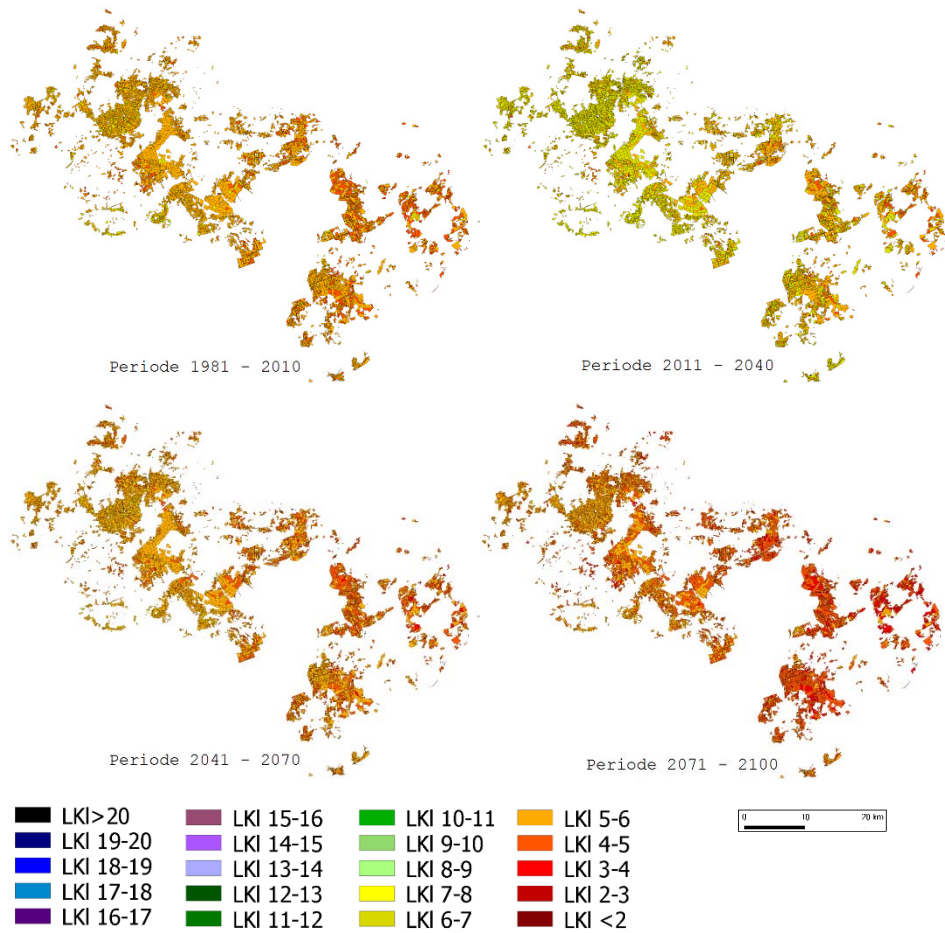 Periode 1981 - 2010 Periode 2011 - 2040
Periode 2041 - 2070 Periode 2071 - 2100
LKl>20 LKl 15-16 LKl 10-11 LKl 5-6
LKl 19-20 LKl 14-15 LKl 9-10 LKl 4-5
LKl 18-19 LKl 13-14 LKl 8-9 LKl 3-4
LKl 17-18 LKl 12-13 LKl 7-8 LKl 2-3
LKl 16-17 LKl 11-12 LKl 6-7 LKl <2
0 10 20 km